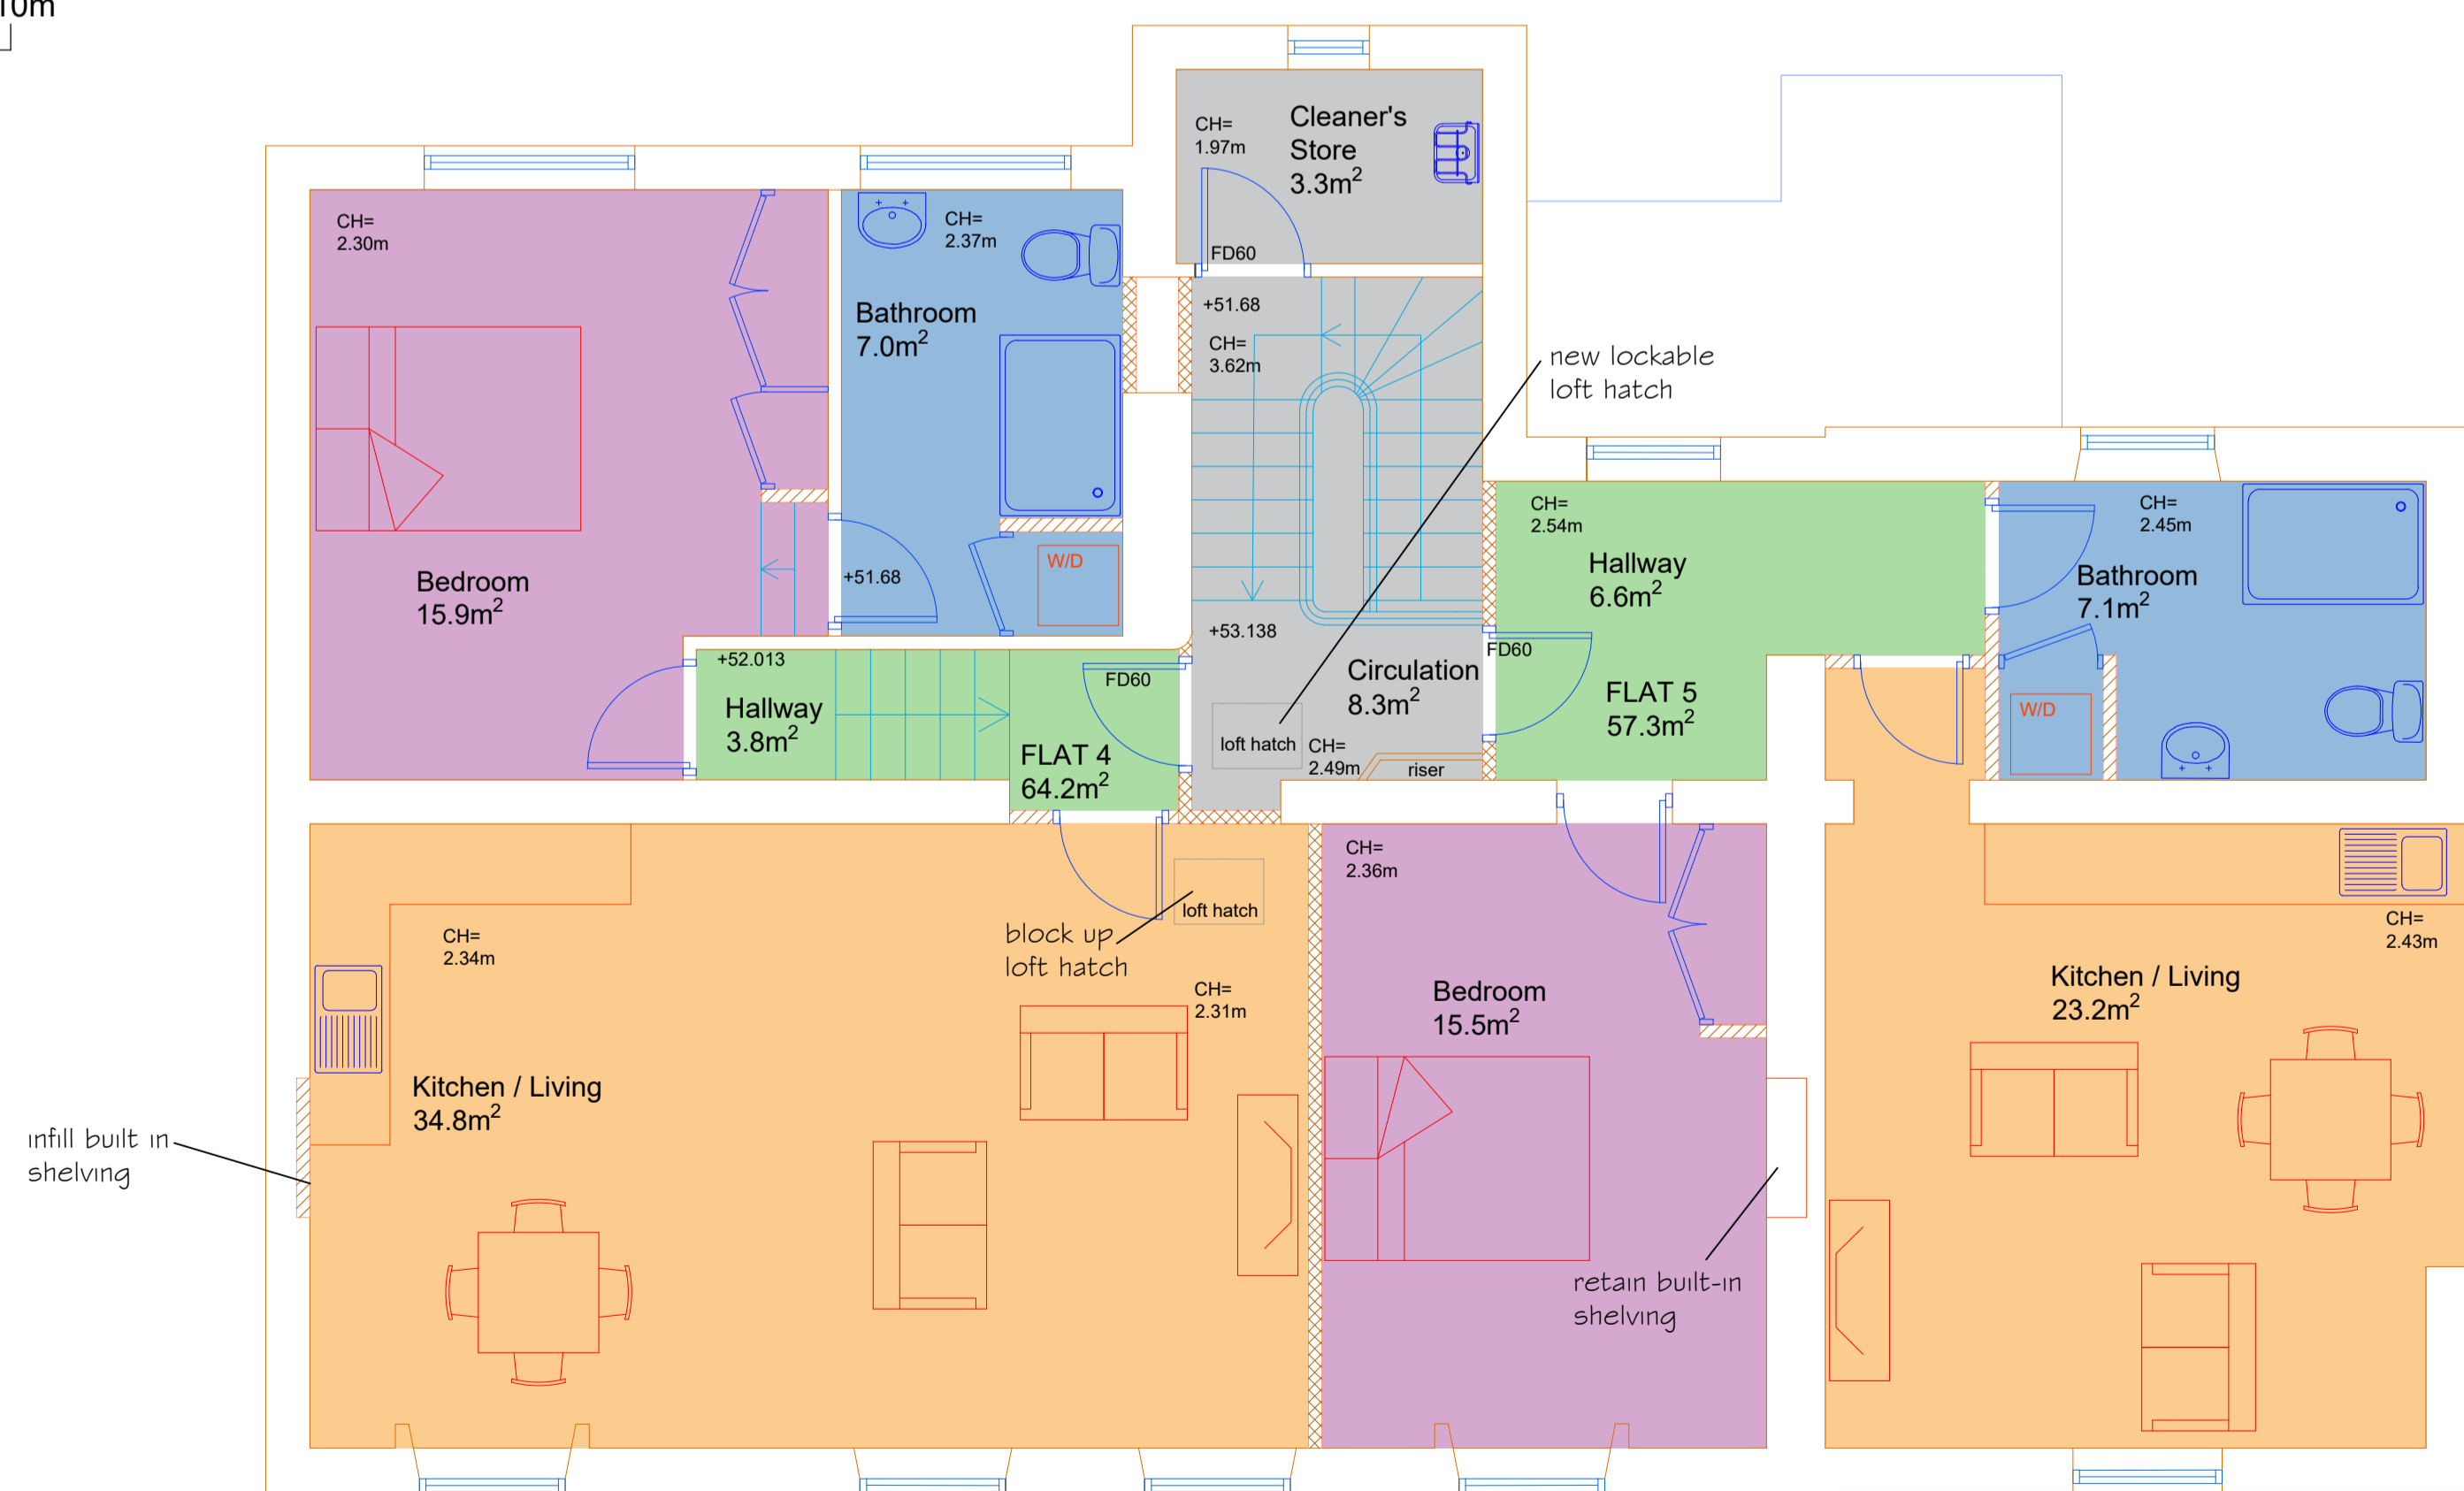 10m
CH=
1.97m
Cleaner's
Store
3.3m²
FD60
CH=
2.30m
CH=
2.37m
Bathroom
7.0m²
+51.68
CH=
3.62m
new lockable
loft hatch
Bedroom
15.9m²
+51.68
W/D
CH=
2.54m
Hallway
6.6m²
CH=
2.45m
Bathroom
7.1m²
+52.013
Hallway
3.8m²
FD60
FLAT 4
64.2m²
+53.138
Circulation
8.3m²
loft hatch
CH=
2.49m
riser
FD60
FLAT 5
57.3m²
W/D
CH=
2.34m
block up
loft hatch
loft hatch
CH=
2.31m
CH=
2.36m
Bedroom
15.5m²
CH=
2.43m
Kitchen / Living
23.2m²
Kitchen / Living
34.8m²
infill built in
shelving
retain built-in
shelving